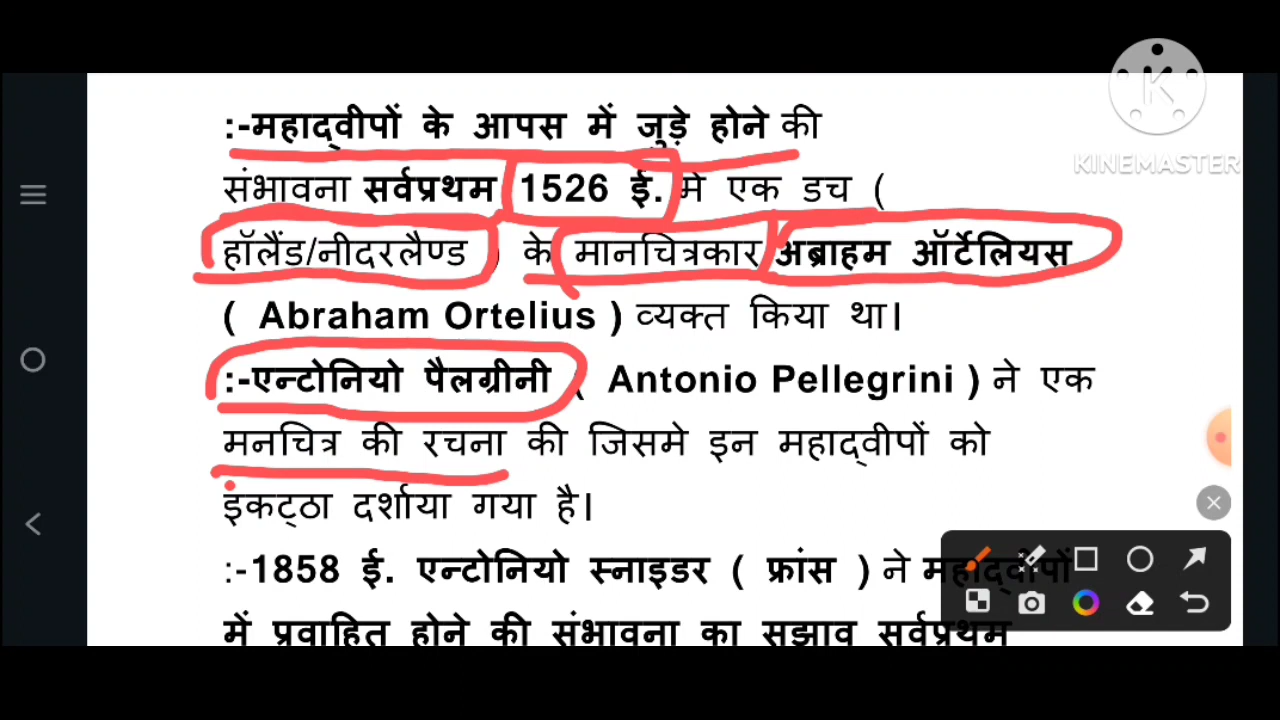 :-महाद्वीपों के आपस में जुड़े होने की
KINEMASTER
संभावना सर्वप्रथम 1526 ई. मे एक डच (
हॉलैंड/नीदरलैण्ड ) के मानचित्रकार अब्राहम ऑर्टेलियस
( Abraham Ortelius ) व्यक्त किया था।
:-एन्टोनियो पैलग्रीनी ( Antonio Pellegrini ) ने एक
मनचित्र की रचना की जिसमे इन महाद्वीपों को
इकट्ठा दर्शाया गया है।
:-1858 ई. एन्टोनियो स्नाइडर ( फ्रांस ) ने महाद्वीपों
में प्रवाहित होने की संभावना का सुझाव सर्वप्रथम